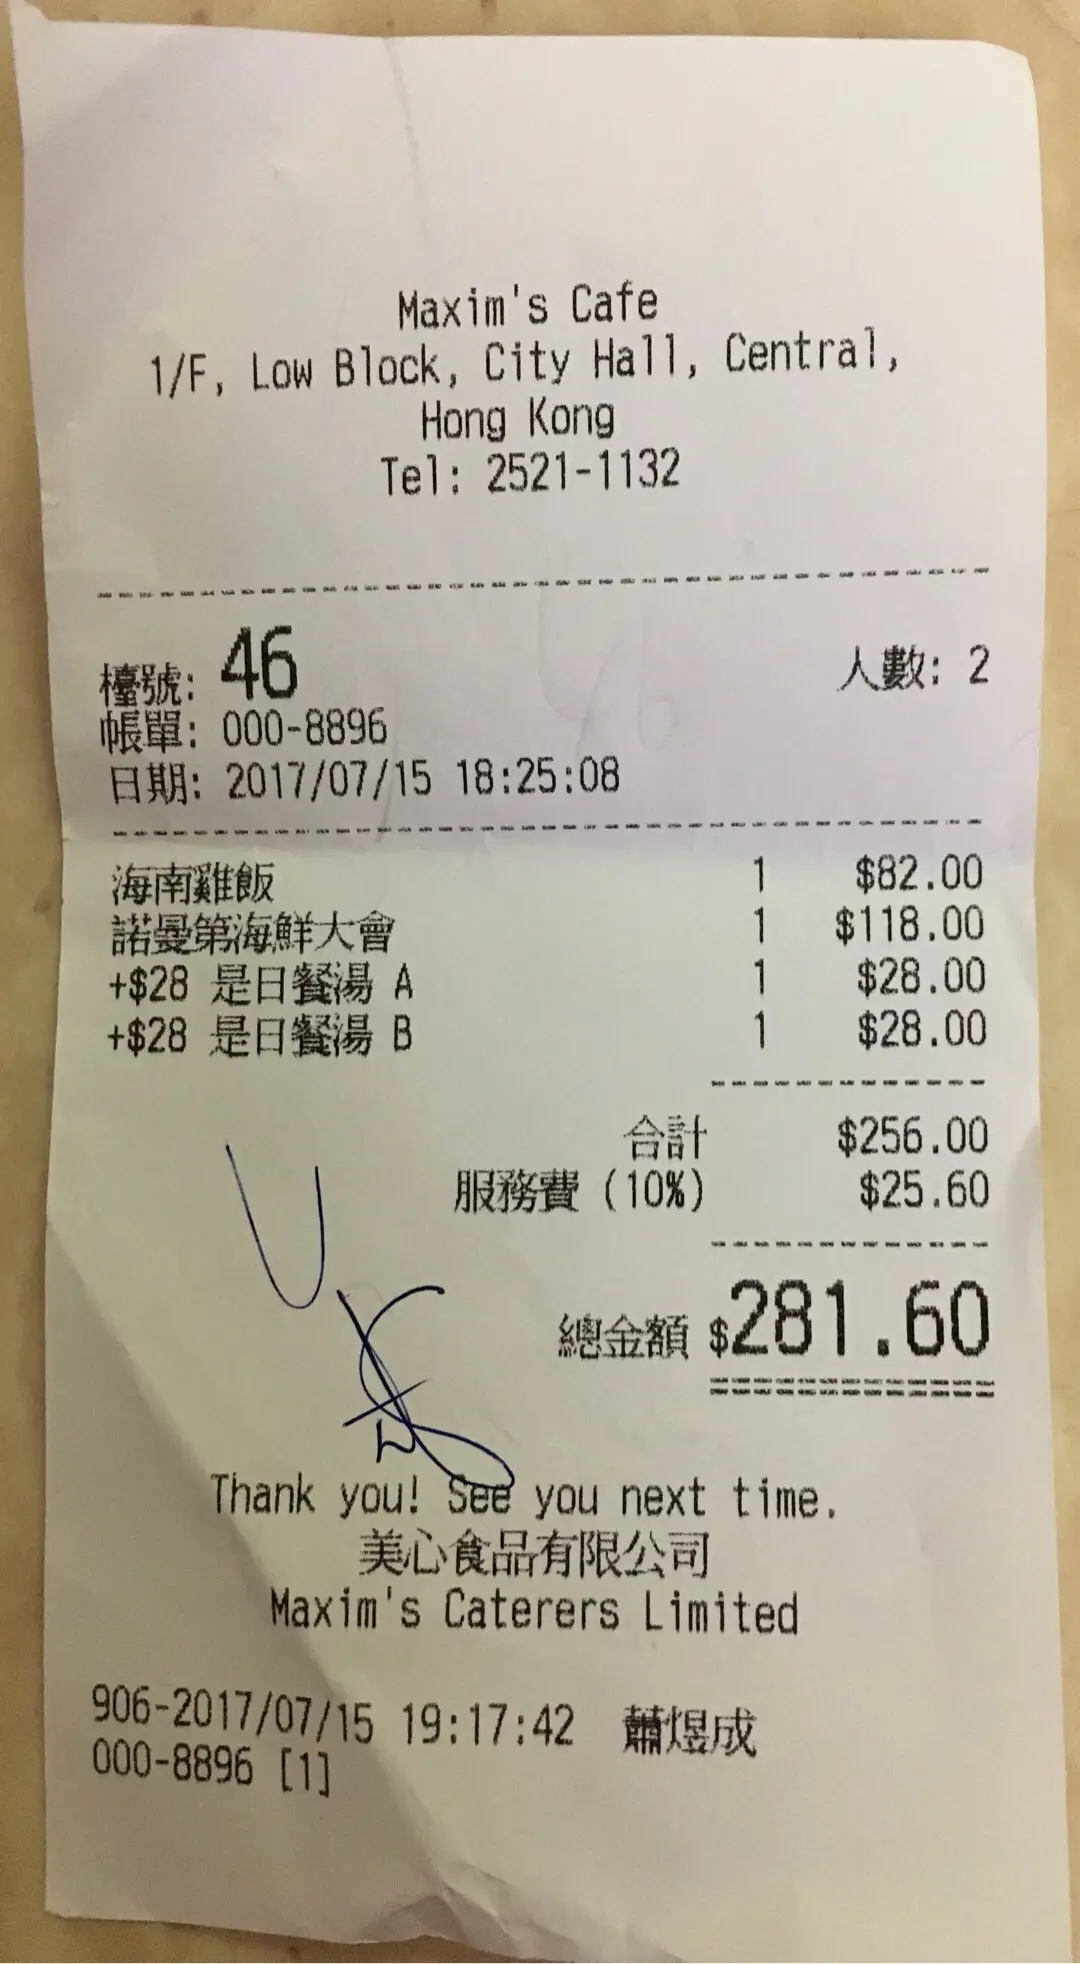 Maxim's Cafe
1/F, Low Block, City Hall, Central,
Hong Kong
Tel: 2521-1132
檯號: 46 人數: 2
帳單: 000-8896
日期: 2017/07/15 18:25:08
海南雞飯 1 $82.00
諾曼第海鮮大會 1 $118.00
+$28 是日餐湯 A 1 $28.00
+$28 是日餐湯 B 1 $28.00
合計 $256.00
服務費 (10%) $25.60
總金額 $281.60
Thank you! See you next time.
美心食品有限公司
Maxim's Caterers Limited
906-2017/07/15 19:17:42 蕭煜成
000-8896 [1]